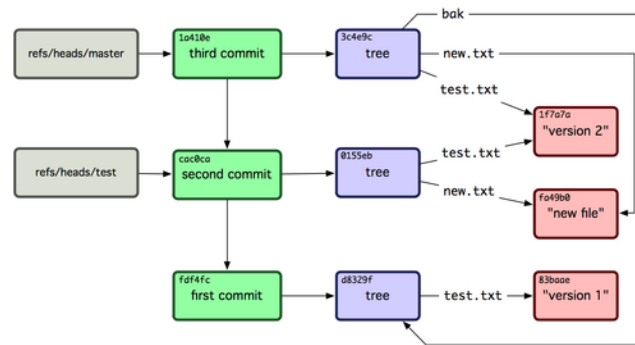 bak
1a410e
3c4e9c
refs/heads/master
third commit
tree
new.txt
test.txt
1f7a7a
"version 2"
cac0ca
0155eb
test.txt
refs/heads/test
second commit
tree
new.txt
fa49b0
"new file"
fdf4fc
d8329f
83baae
first commit
tree
test.txt
"version 1"